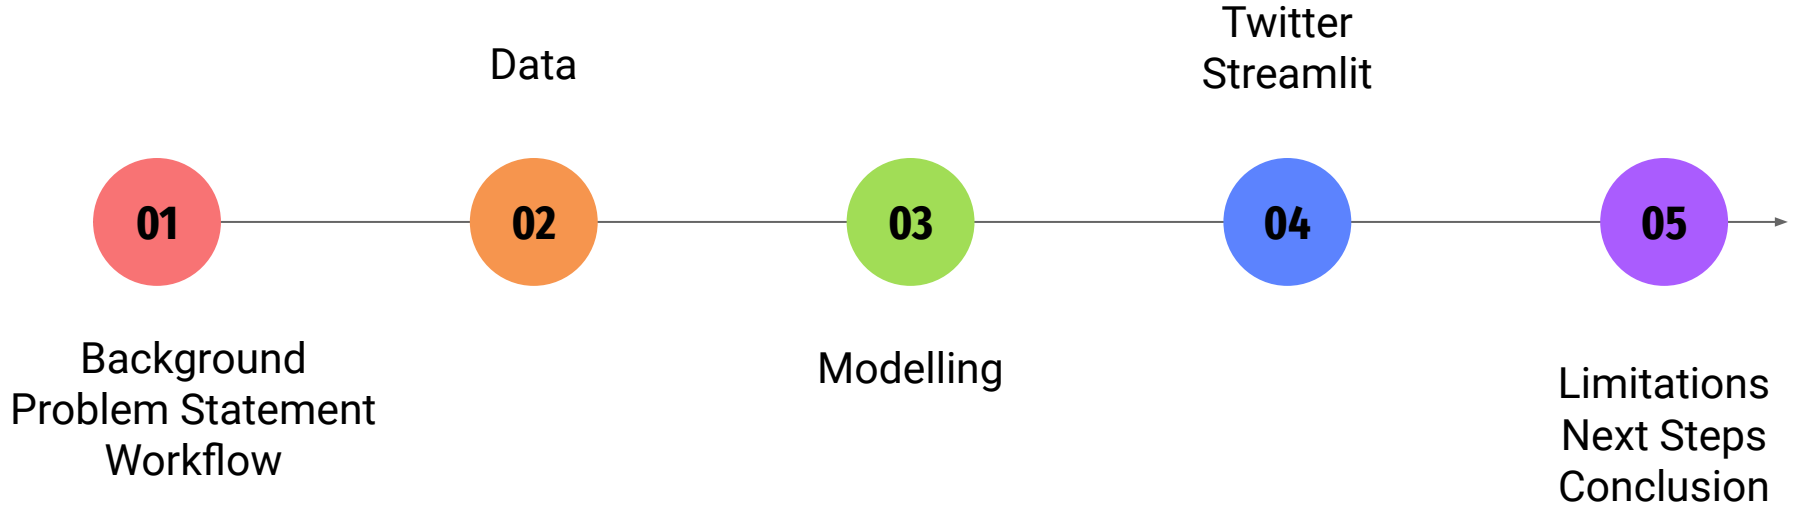 01
Background
Problem Statement
Workflow
02
Data
03
Modelling
04
Twitter
Streamlit
05
Limitations
Next Steps
Conclusion